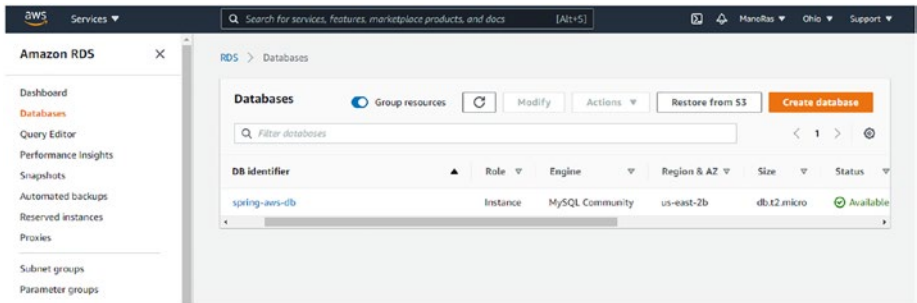 aws Services ▼ Search for services, features, marketplace products, and docs [Alt+S] ManoRas ▼ Ohio ▼ Support ▼
Amazon RDS
Dashboard
Databases
Query Editor
Performance Insights
Snapshots
Automated backups
Reserved instances
Proxies
Subnet groups
Parameter groups
RDS > Databases
Databases Group resources Modify Actions ▼ Restore from S3 Create database
Filter databases < 1 >
DB identifier Role Engine Region & AZ Size Status
spring-aws-db Instance MySQL Community us-east-2b db.t2.micro Available